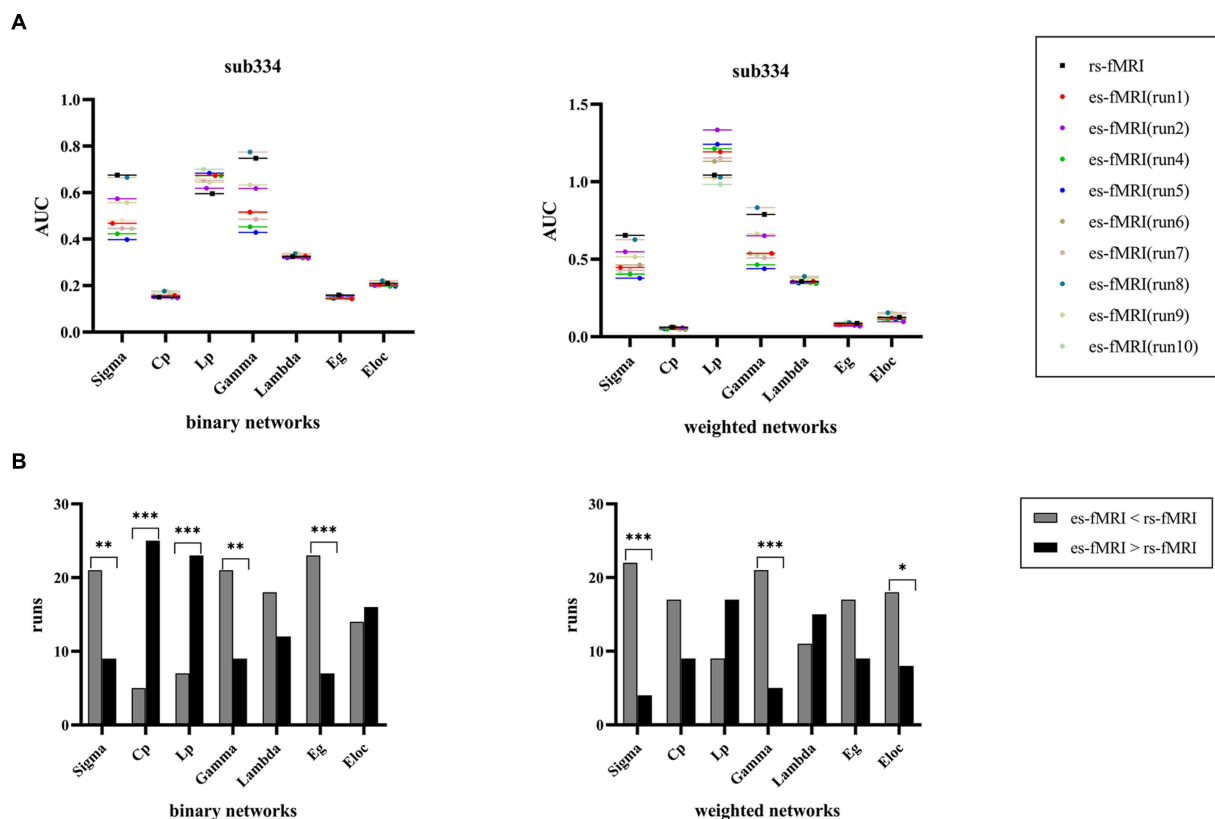 A
sub334
AUC
1.0
0.8
0.6
0.4
0.2
0.0
Sigma
Cp
Lp
Gamma
Lambda
Eg
Eloc
binary networks
sub334
AUC
1.5
1.0
0.5
0.0
Sigma
Cp
Lp
Gamma
Lambda
Eg
Eloc
weighted networks
rs-fMRI
es-fMRI(run1)
es-fMRI(run2)
es-fMRI(run4)
es-fMRI(run5)
es-fMRI(run6)
es-fMRI(run7)
es-fMRI(run8)
es-fMRI(run9)
es-fMRI(run10)
B
runs
30
20
10
0
** *** *** ** ***
Sigma
Cp
Lp
Gamma
Lambda
Eg
Eloc
binary networks
runs
30
20
10
0
*** *** *
Sigma
Cp
Lp
Gamma
Lambda
Eg
Eloc
weighted networks
es-fMRI < rs-fMRI
es-fMRI > rs-fMRI